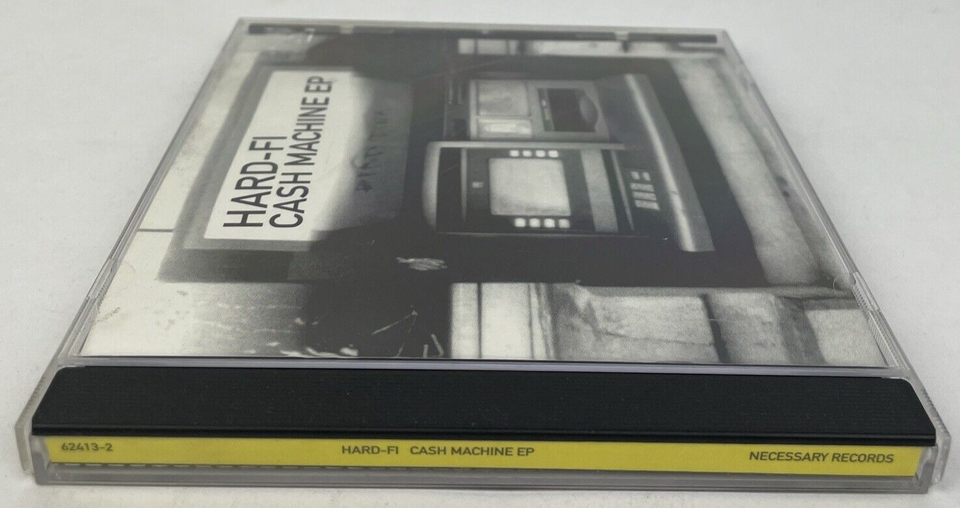 HARD-FI
CASH MACHINE EP
62413-2
HARD-FI CASH MACHINE EP
NECESSARY RECORDS